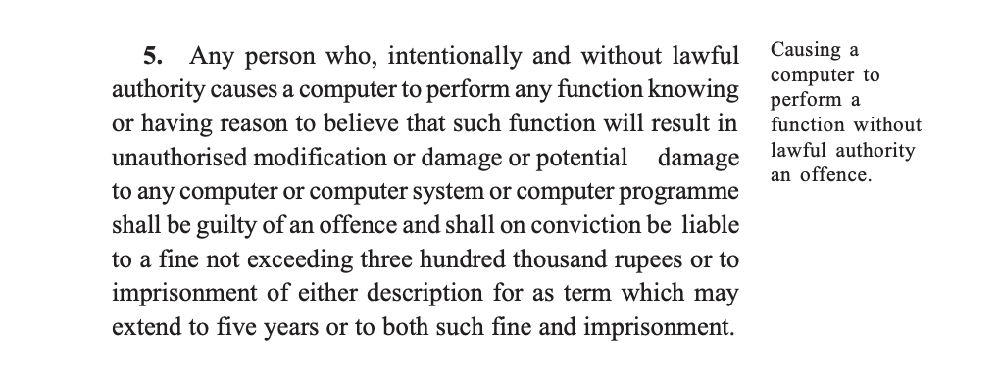 5. Any person who, intentionally and without lawful
authority causes a computer to perform any function knowing
or having reason to believe that such function will result in
unauthorised modification or damage or potential damage
to any computer or computer system or computer programme
shall be guilty of an offence and shall on conviction be liable
to a fine not exceeding three hundred thousand rupees or to
imprisonment of either description for as term which may
extend to five years or to both such fine and imprisonment.
Causing a
computer to
perform a
function without
lawful authority
an offence.